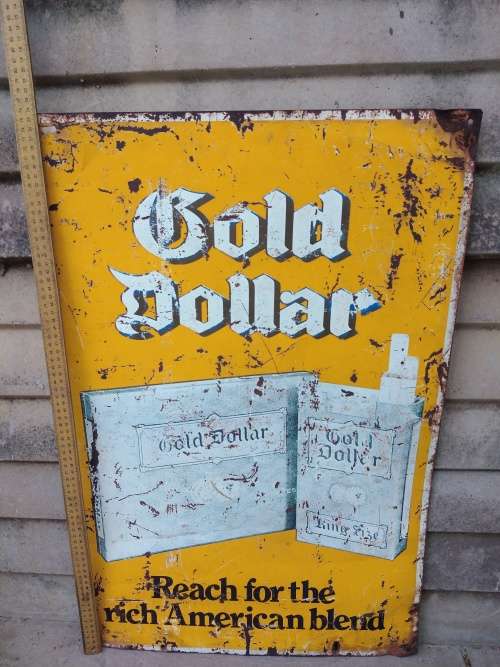 Gold
Dollar
Gold Dollar
Gold
Dollar
King Size
Reach for the
rich American blend